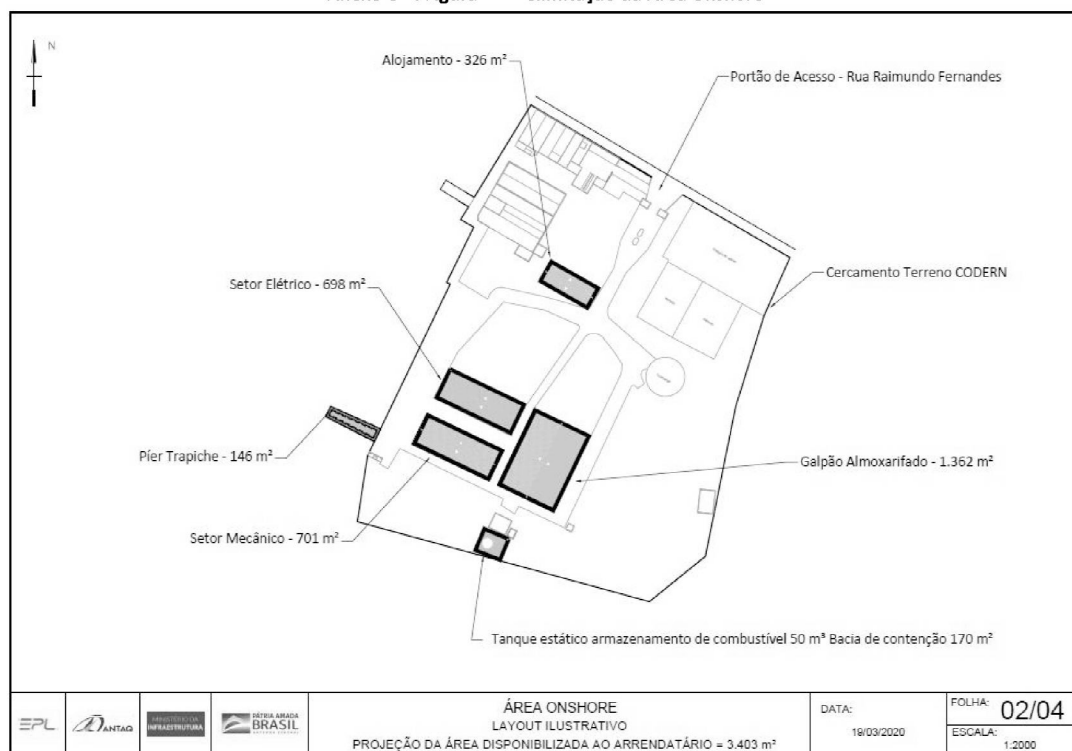 N
Alojamento - 326 m²
Portão de Acesso - Rua Raimundo Fernandes
Setor Elétrico - 698 m²
Cercamento Terreno CODERN
Píer Trapiche - 146 m²
Galpão Almoxarifado - 1.362 m²
Setor Mecânico - 701 m²
Tanque estático armazenamento de combustível 50 m³ Bacia de contenção 170 m²
EPL
ANTAQ
MINISTÉRIO DA
INFRAESTRUTURA
PÁTRIA AMADA
BRASIL
ÁREA ONSHORE
LAYOUT ILUSTRATIVO
PROJEÇÃO DA ÁREA DISPONIBILIZADA AO ARRENDATÁRIO = 3.403 m²
DATA:
19/03/2020
FOLHA: 02/04
ESCALA:
1:2000